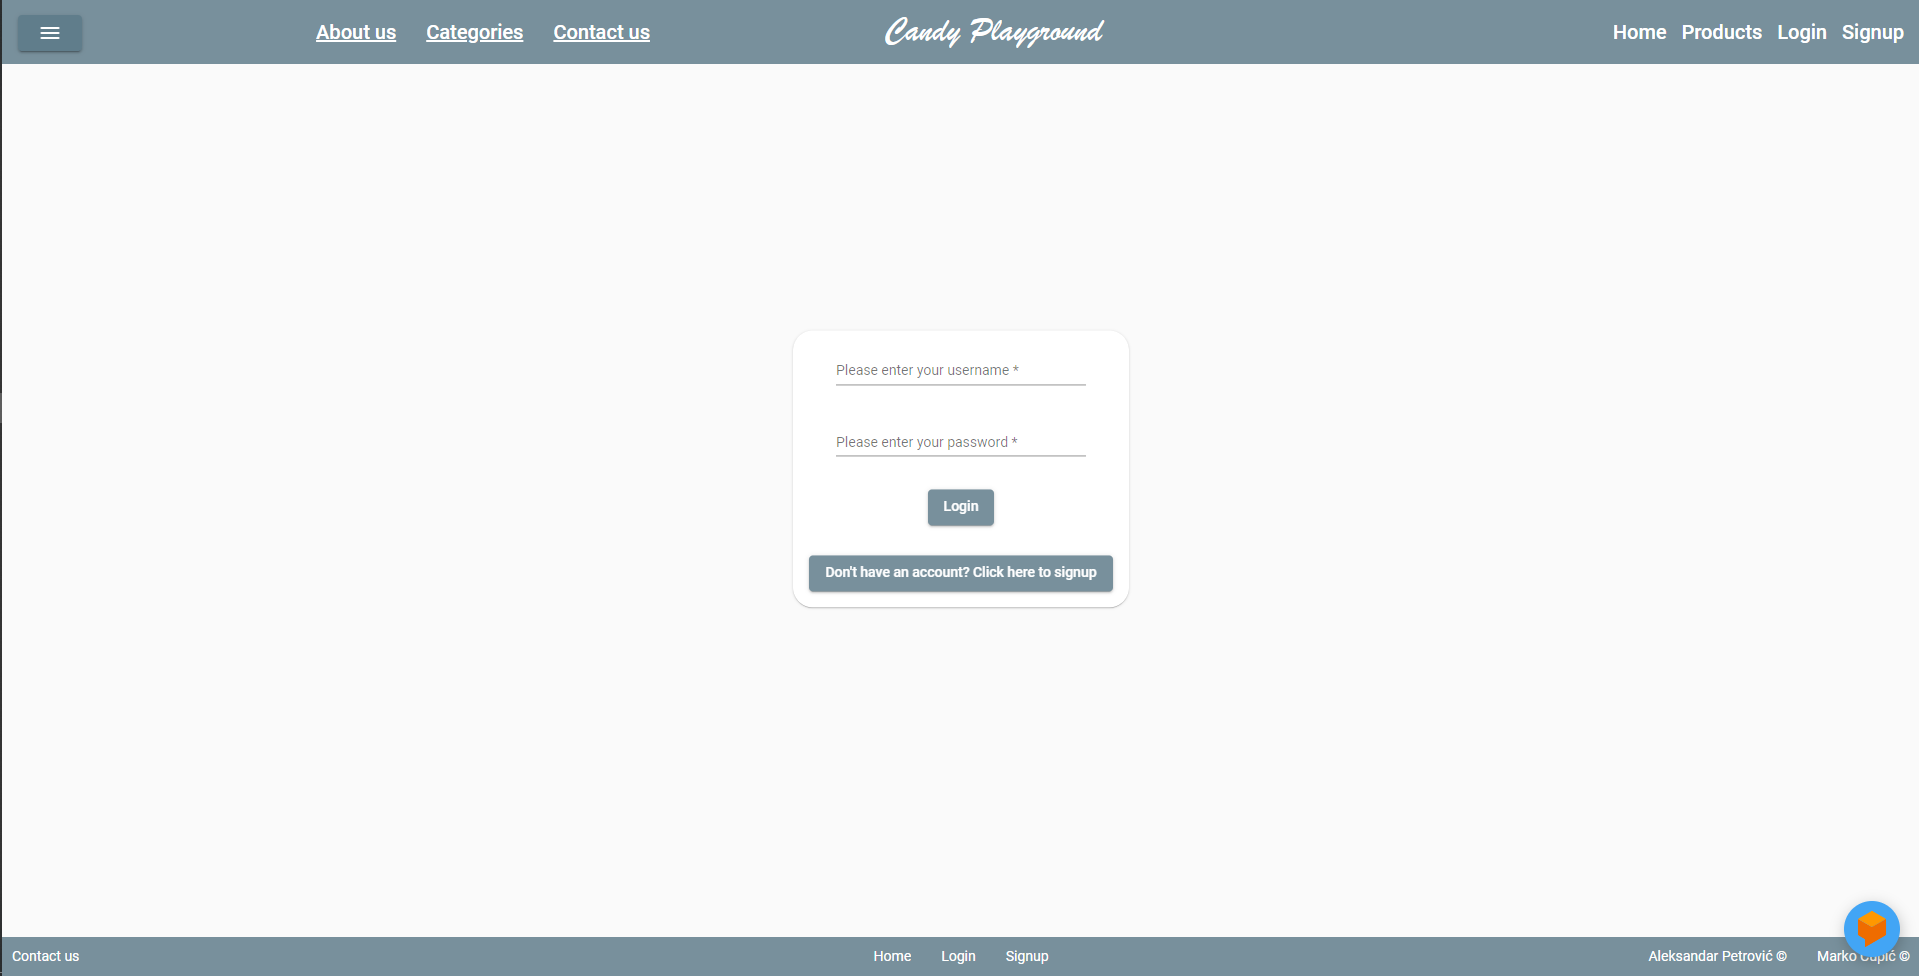 About us Categories Contact us Candy Playground Home Products Login Signup
Please enter your username *
Please enter your password *
Login
Don't have an account? Click here to signup
Contact us Home Login Signup Aleksandar Petrović © Marko ©